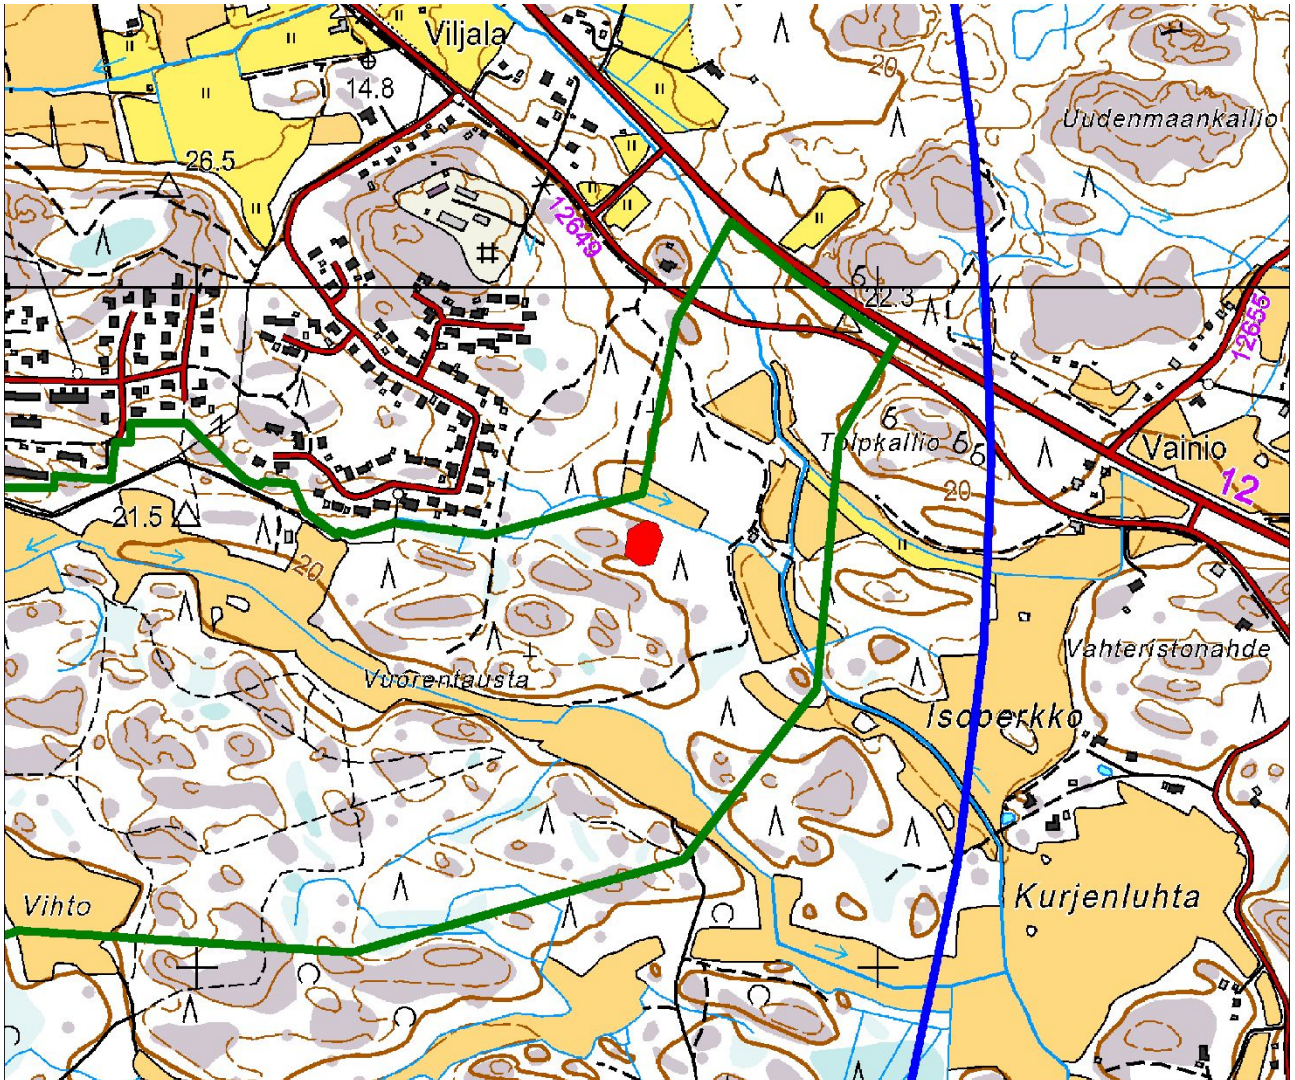 Viljala
20
14.8
Uudenmaankallio
26.5
12649
22.3
12655
Tolpkallio
Vainio
20
12
21.5
20
Vahteristonahde
Vuorentausta
Isoperkko
Vihto
Kurjenluhta